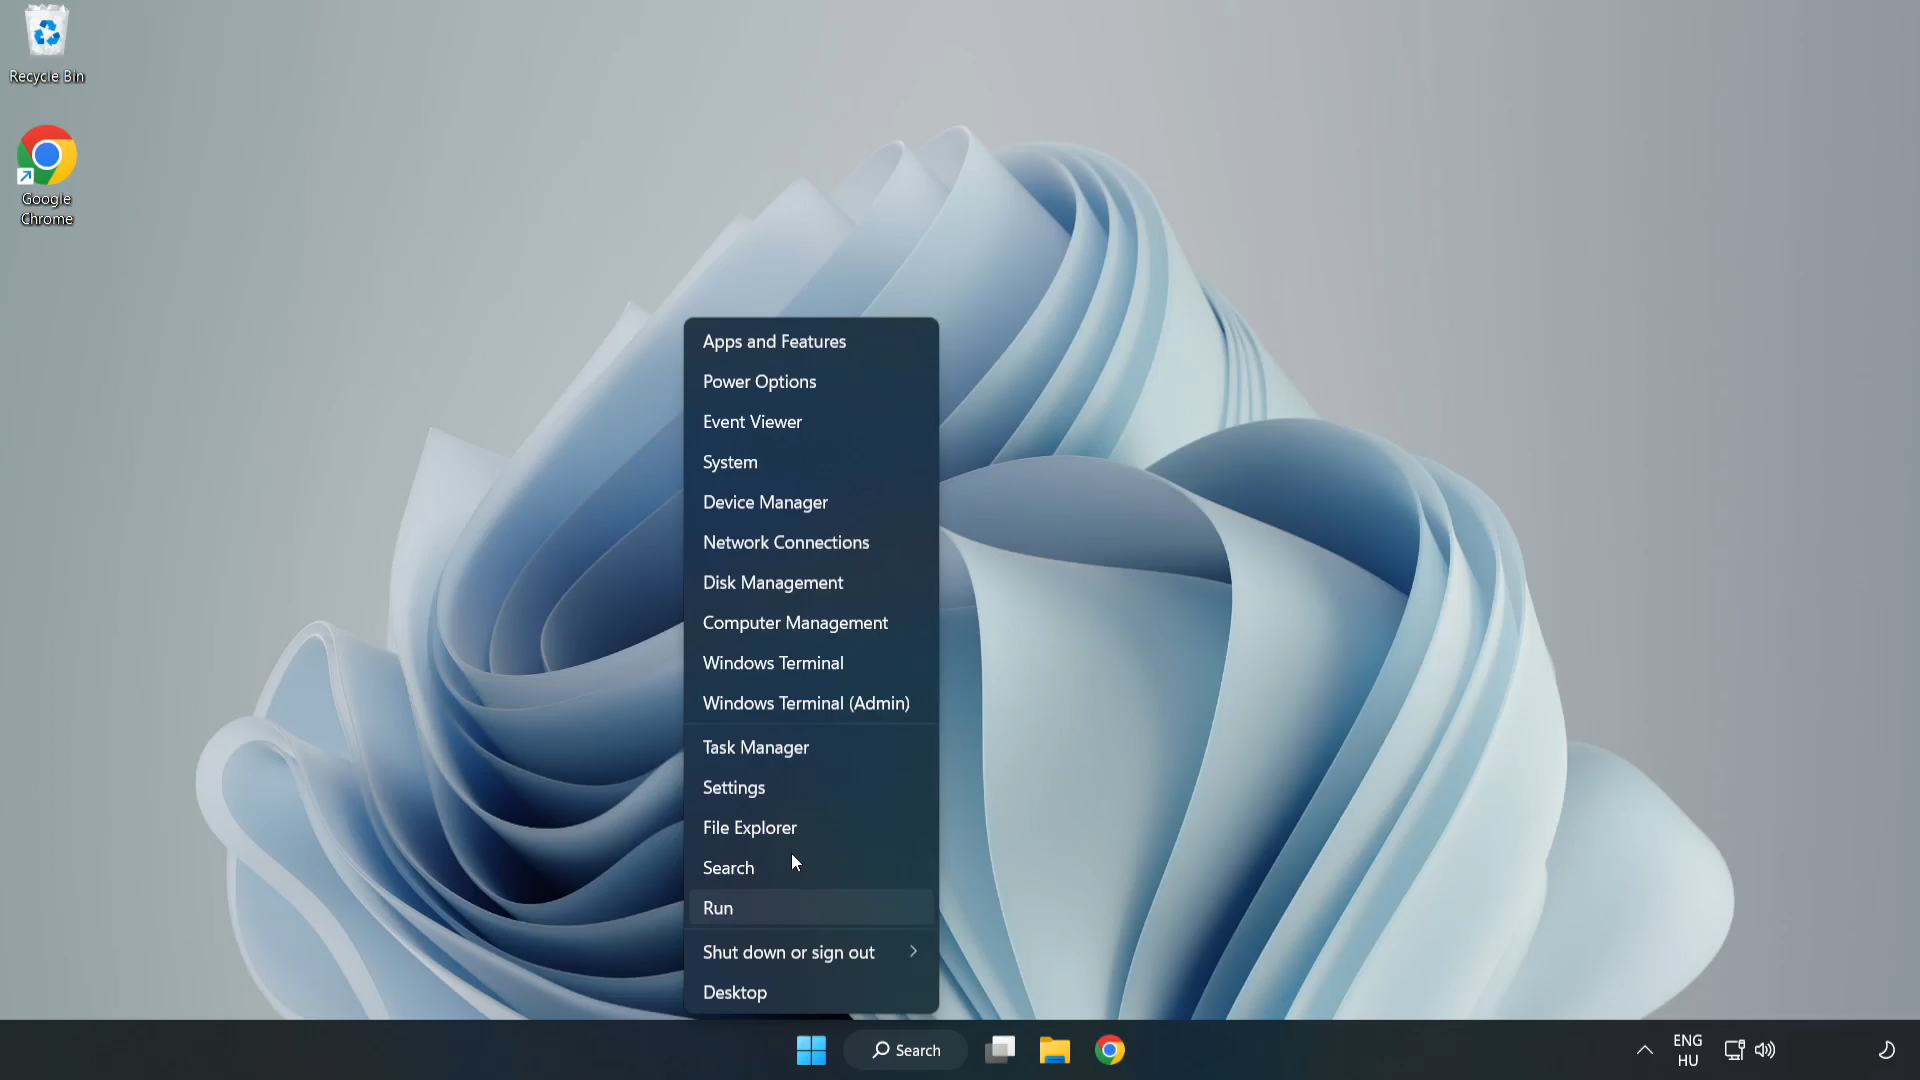 Recycle Bin
Google
Chrome
Apps and Features
Power Options
Event Viewer
System
Device Manager
Network Connections
Disk Management
Computer Management
Windows Terminal
Windows Terminal (Admin)
Task Manager
Settings
File Explorer
Search
Run
Shut down or sign out
Desktop
Search
ENG
HU